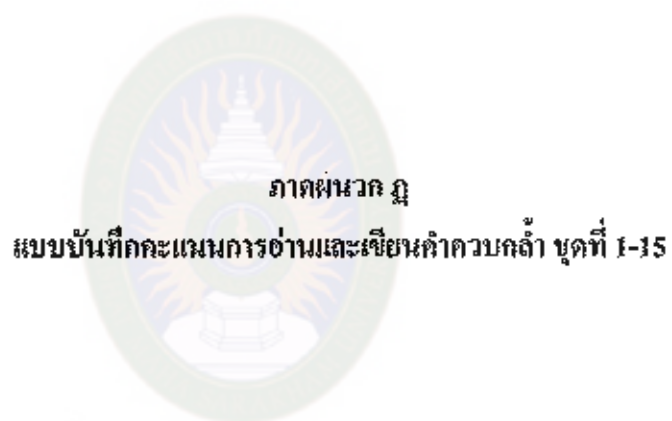 ภาคผนวก ฏ
แบบบันทึกคะแนนการอ่านและเขียนคำควบกล้ำ ชุดที่ 1-15